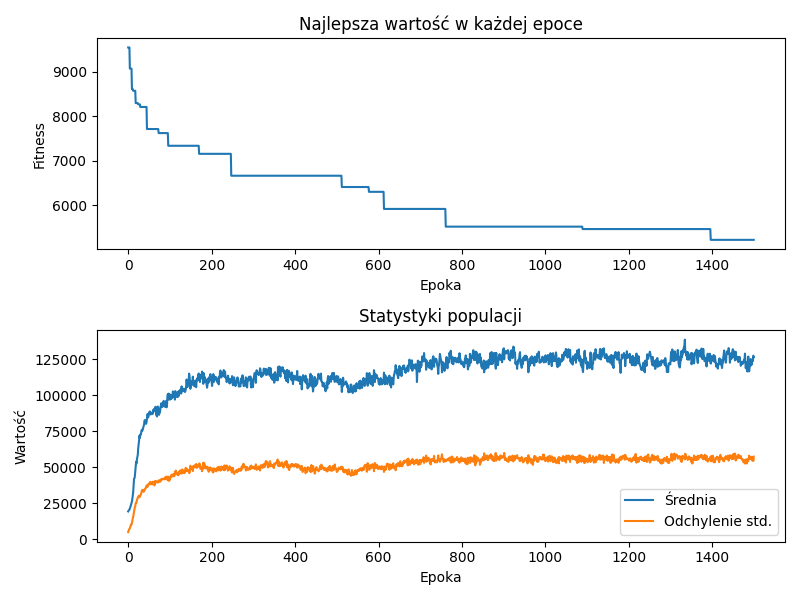 Najlepsza wartość w każdej epoce
9000
8000
7000
6000
Fitness
0 200 400 600 800 1000 1200 1400
Epoka
Statystyki populacji
125000
100000
75000
50000
25000
0
Wartość
Średnia
Odchylenie std.
0 200 400 600 800 1000 1200 1400
Epoka